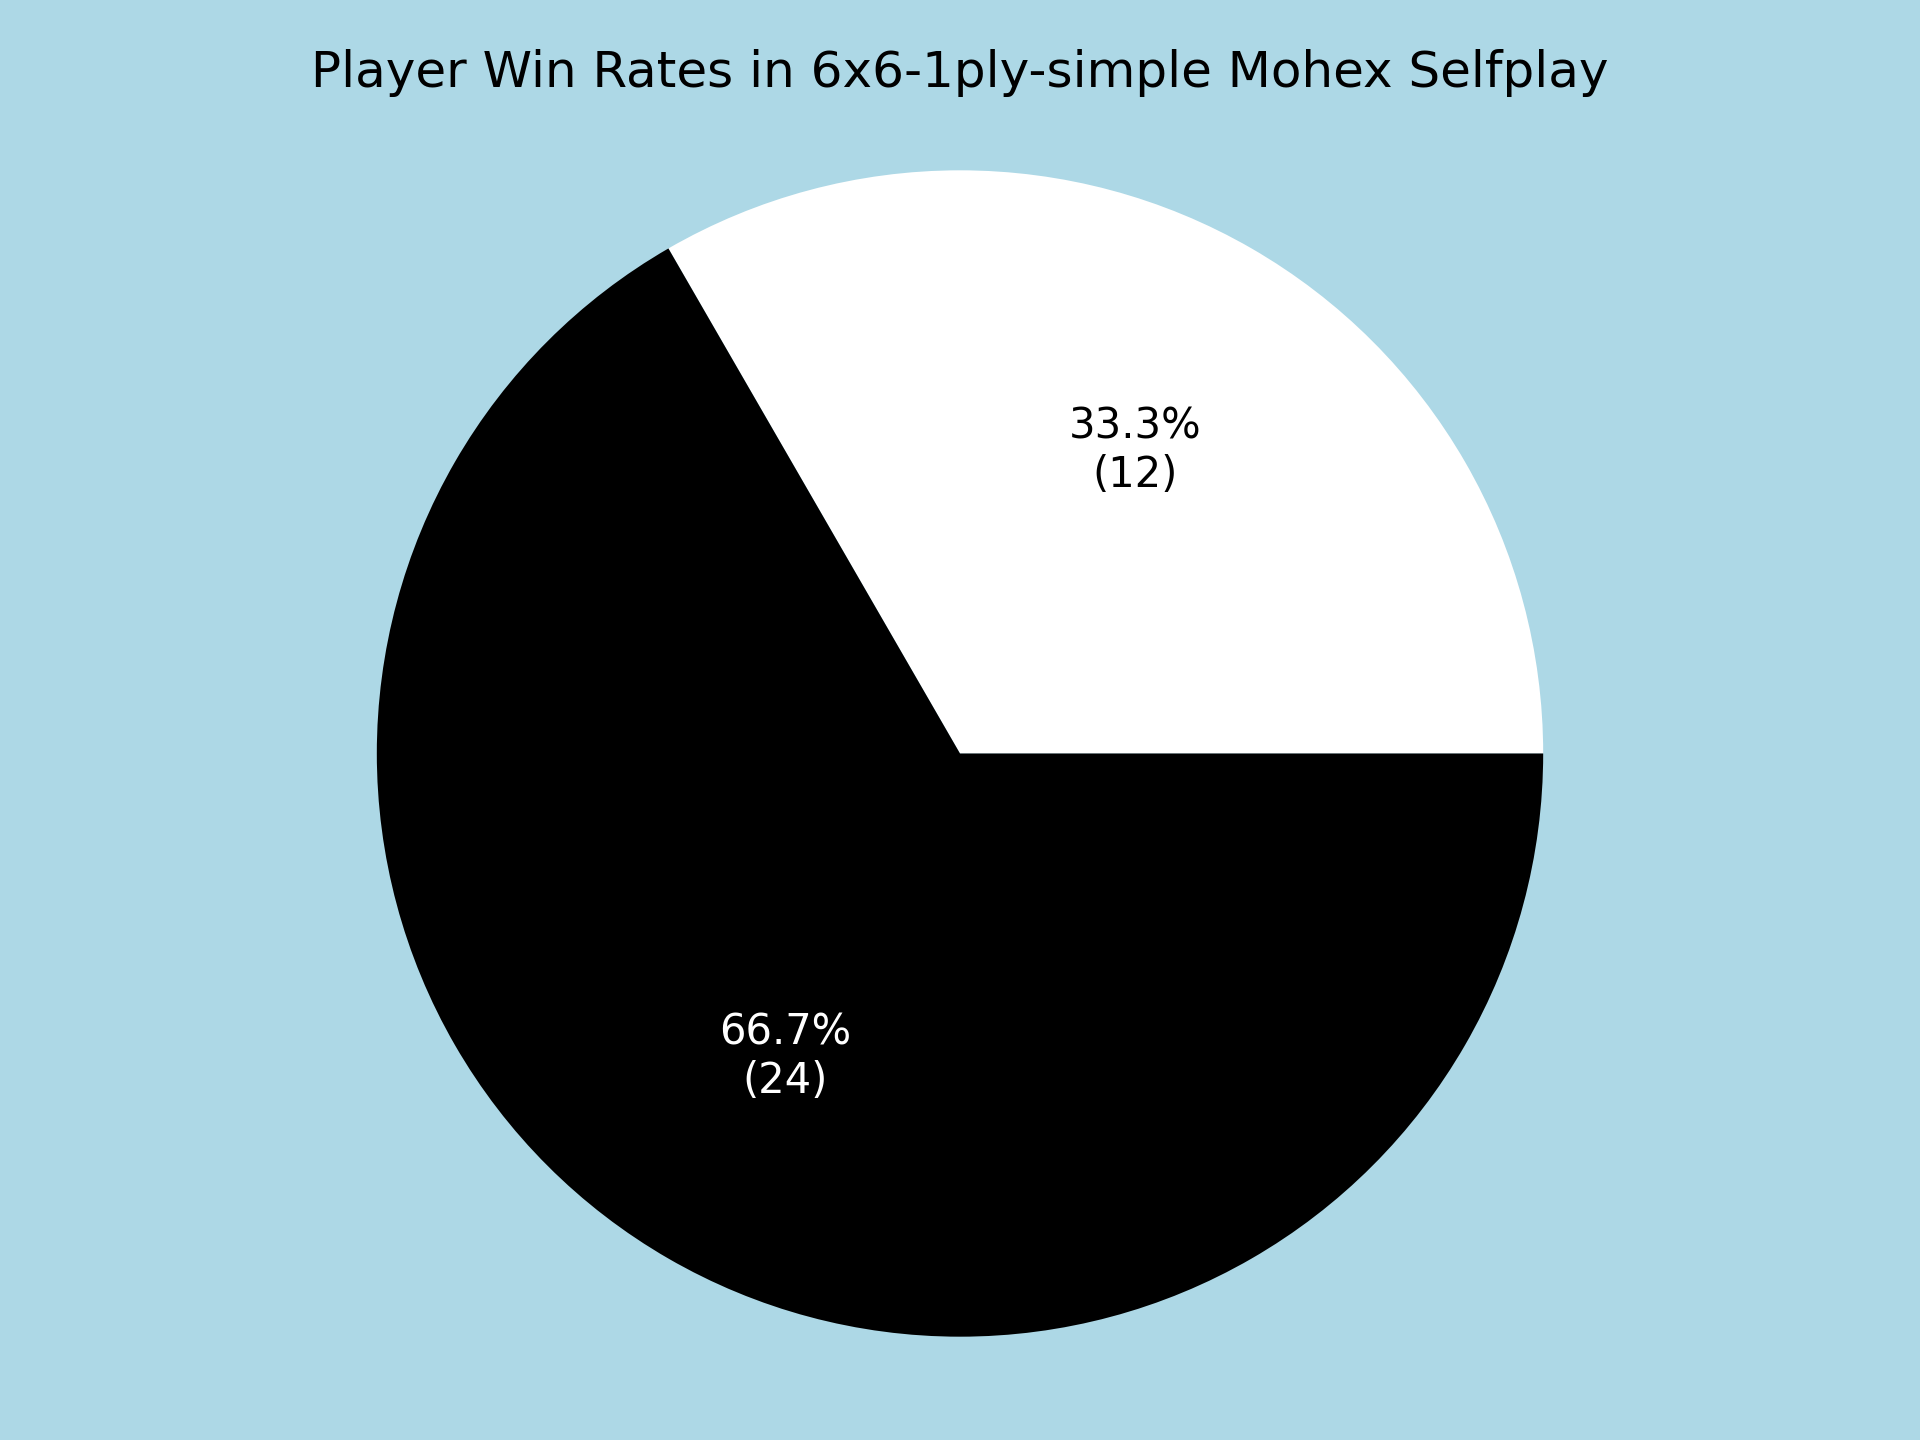 Player Win Rates in 6x6-1ply-simple Mohex Selfplay
33.3%
(12)
66.7%
(24)